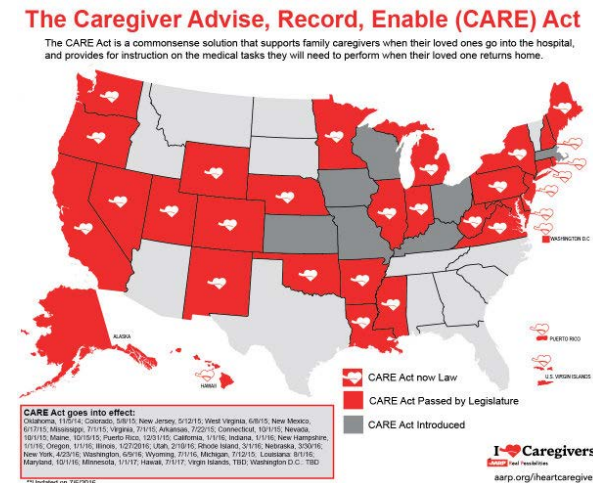 The Caregiver Advise, Record, Enable (CARE) Act
The CARE Act is a commonsense solution that supports family caregivers when their loved ones go into the hospital,
and provides for instruction on the medical tasks they will need to perform when their loved one returns home.
WASHINGTON D.C
ALASKA
HAWAII
PUERTO RICO
U.S. VIRGIN ISLANDS
CARE Act now Law
CARE Act Passed by Legislature
CARE Act Introduced
CARE Act goes into effect:
Oklahoma, 11/5/14; Colorado, 5/8/15; New Jersey, 5/12/15; West Virginia, 6/8/15; New Mexico,
6/17/15; Mississippi, 7/1/15; Virginia, 7/1/15; Arkansas, 7/22/15; Connecticut, 10/1/15; Nevada,
10/1/15; Maine, 10/15/15; Puerto Rico, 12/31/15; California, 1/1/16; Indiana, 1/1/16; New Hampshire,
1/1/16; Oregon, 1/1/16; Illinois, 1/27/2016; Utah, 2/10/16; Rhode Island, 3/1/16; Nebraska, 3/30/16;
New York, 4/23/16; Washington, 6/9/16; Wyoming, 7/1/16, Michigan, 7/12/15; Louisiana: 8/1/16;
Maryland, 10/1/16, Minnesota, 1/1/17; Hawaii, 7/1/17; Virgin Islands, TBD; Washington D.C.. TBD
**Updated on 7/6/2016
I Caregivers
AARP Real Possibilities
aarp.org/iheartcaregive